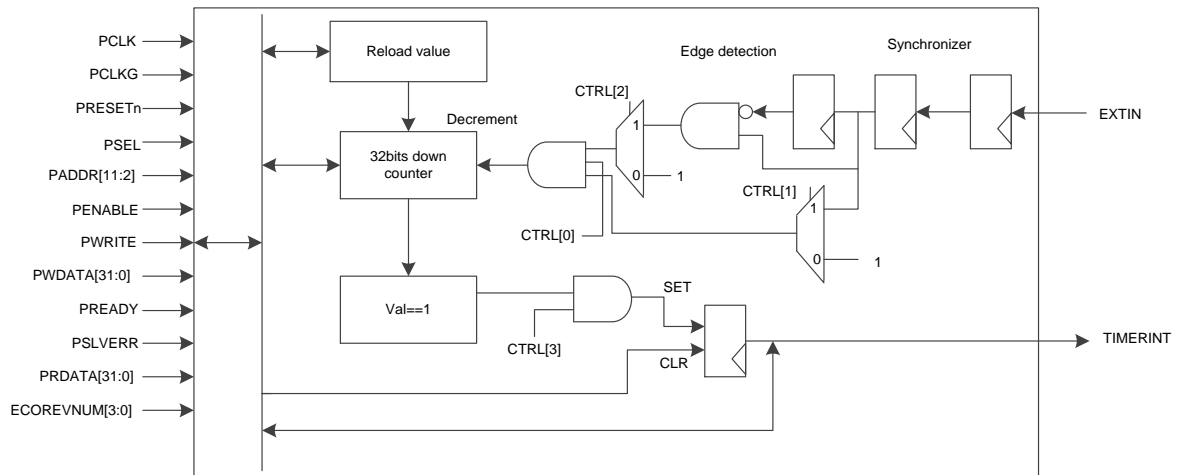 PCLK
PCLKG
PRESETn
PSEL
PADDR[11:2]
PENABLE
PWRITE
PWDATA[31:0]
PREADY
PSLVERR
PRDATA[31:0]
ECOREVNUM[3:0]
Reload value
Decrement
32bits down
counter
Val==1
CTRL[0]
CTRL[3]
SET
CLR
CTRL[2]
1
0
1
Edge detection
Synchronizer
CTRL[1]
1
0
1
EXTIN
TIMERINT